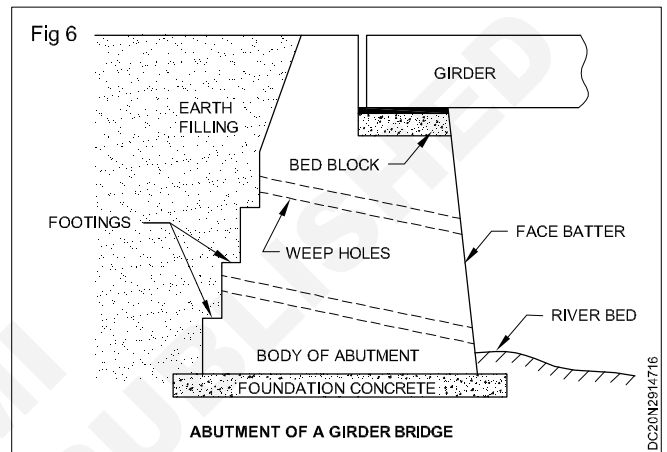 Fig 6
GIRDER
EARTH
FILLING
BED BLOCK
FOOTINGS
WEEP HOLES
FACE BATTER
RIVER BED
BODY OF ABUTMENT
FOUNDATION CONCRETE
ABUTMENT OF A GIRDER BRIDGE
DC20N2914716